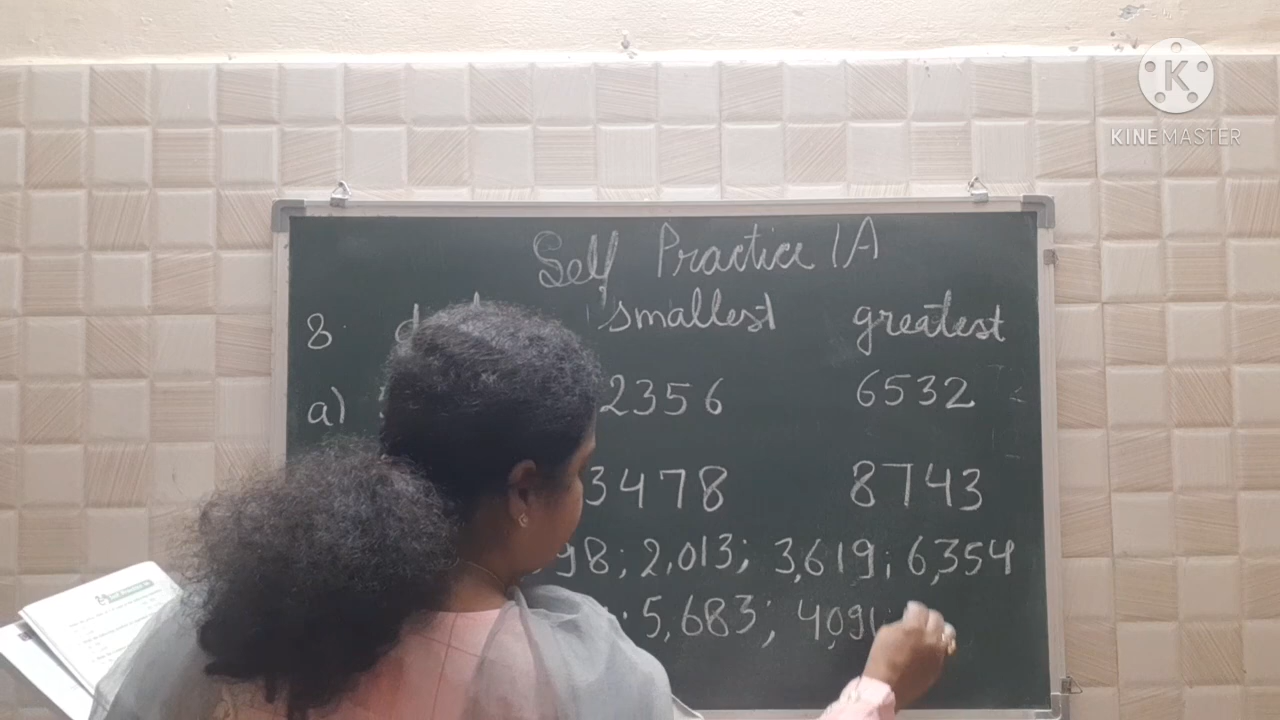 KINEMASTER
Self Practice 1A
8. smallest greatest
a) 2356 6532
3478 8743
98; 2,013; 3,619; 6,354
; 5,683; 4091;